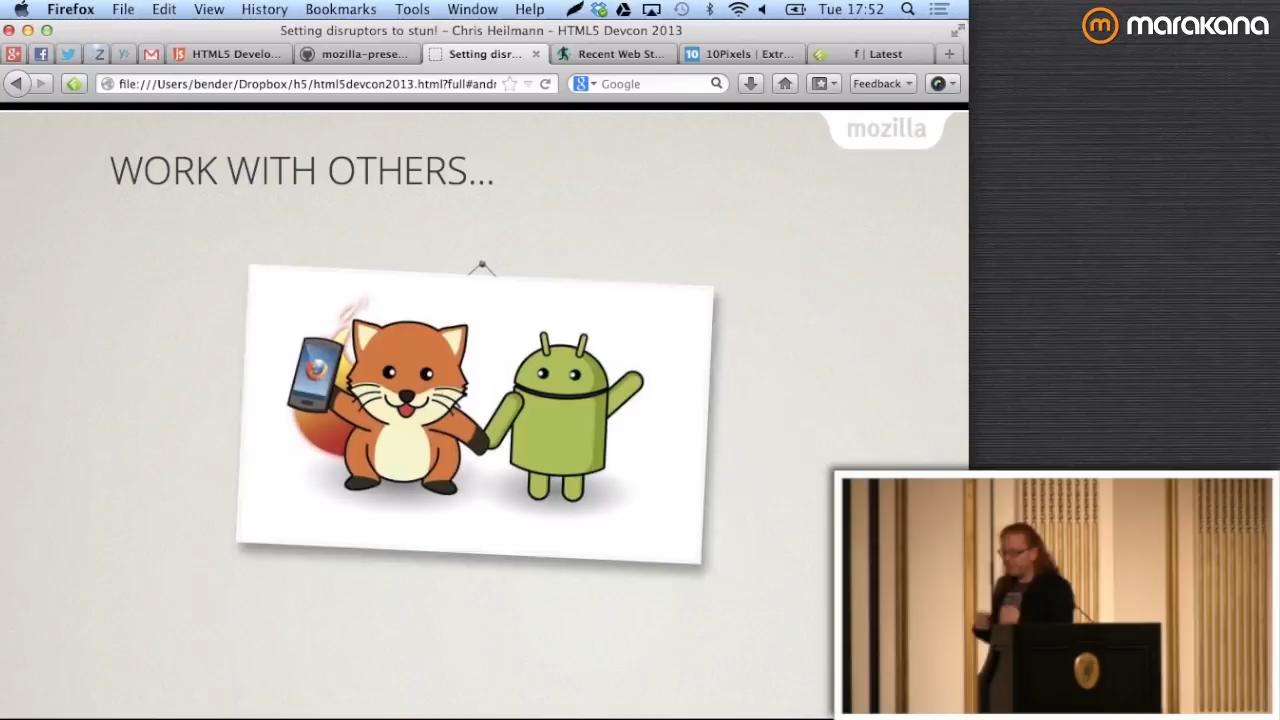 Firefox File Edit View History Bookmarks Tools Window Help Tue 17:52
marakana
Setting disruptors to stun! – Chris Heilmann – HTML5 Devcon 2013
HTML5 Develo... mozilla-prese... Setting disr... Recent Web St... 10 10Pixels | Extr... f | Latest
file:///Users/bender/Dropbox/h5/html5devcon2013.html?full#andr Google Feedback
mozilla
WORK WITH OTHERS...